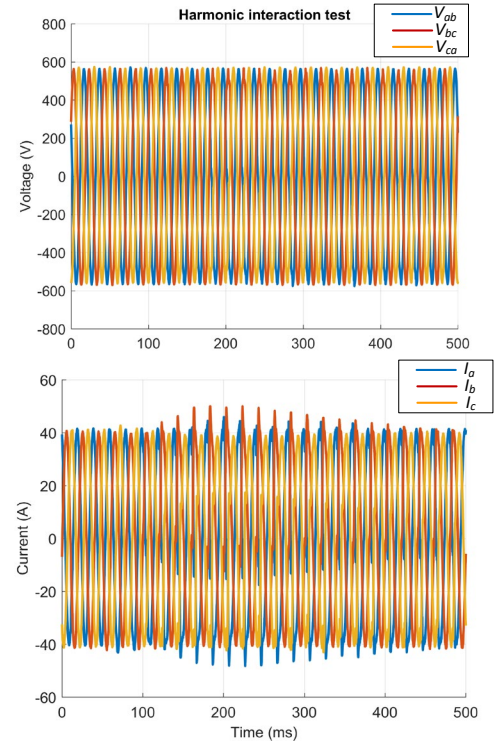 Harmonic interaction test
Vab
Vbc
Vca
800
600
400
200
0
-200
-400
-600
-800
Voltage (V)
0 100 200 300 400 500
Ia
Ib
Ic
60
40
20
0
-20
-40
-60
Current (A)
0 100 200 300 400 500
Time (ms)